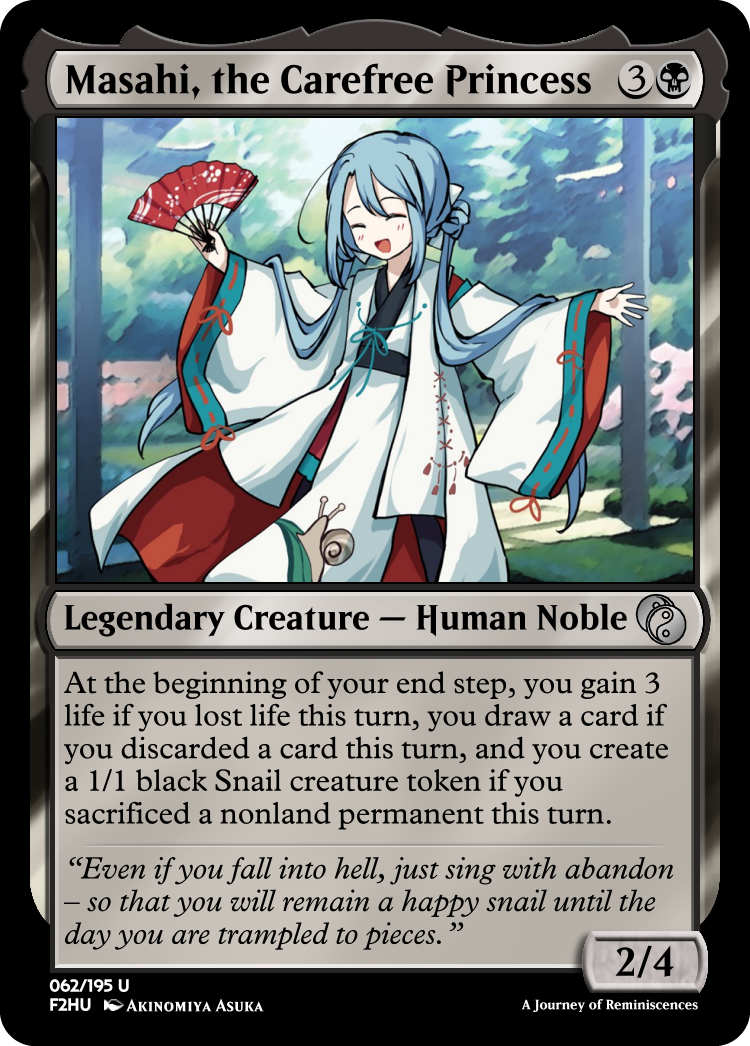 Masahi, the Carefree Princess 3
Legendary Creature — Human Noble
At the beginning of your end step, you gain 3
life if you lost life this turn, you draw a card if
you discarded a card this turn, and you create
a 1/1 black Snail creature token if you
sacrificed a nonland permanent this turn.
“Even if you fall into hell, just sing with abandon
– so that you will remain a happy snail until the
day you are trampled to pieces.”
2/4
062/195 U
F2HU AKINOMIYA ASUKA
A Journey of Reminiscences